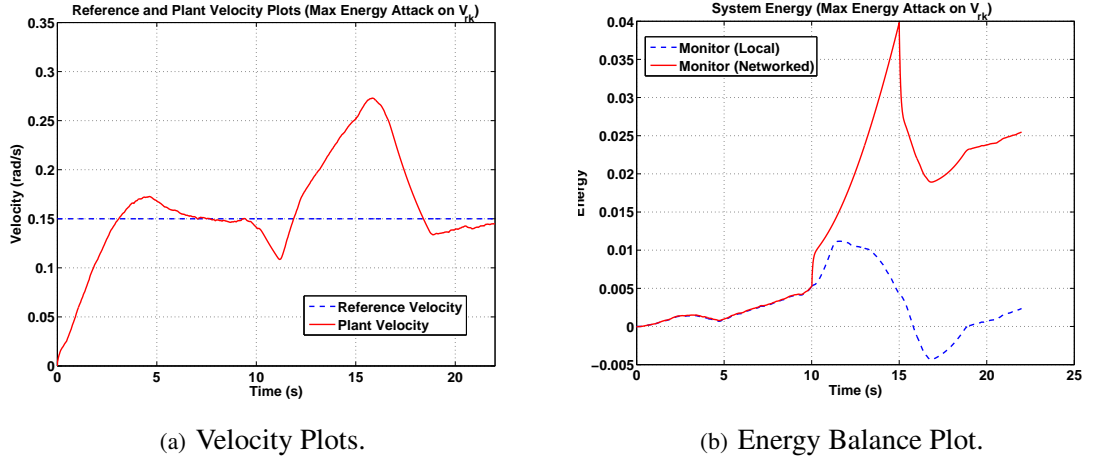 Reference and Plant Velocity Plots (Max Energy Attack on V_rk)
0.35
0.3
0.25
0.2
0.15
0.1
0.05
0
Velocity (rad/s)
Reference Velocity
Plant Velocity
0 5 10 15 20
Time (s)
(a) Velocity Plots.
System Energy (Max Energy Attack on V_rk)
0.04
0.035
0.03
0.025
0.02
0.015
0.01
0.005
0
−0.005
Energy
Monitor (Local)
Monitor (Networked)
0 5 10 15 20 25
Time (s)
(b) Energy Balance Plot.